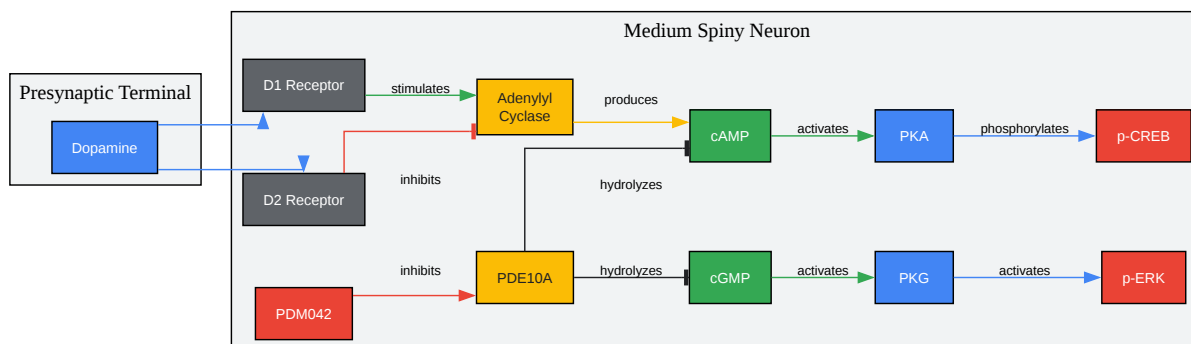 Medium Spiny Neuron
Presynaptic Terminal
Dopamine
D1 Receptor
stimulates
Adenylyl
Cyclase
produces
cAMP
activates
PKA
phosphorylates
p-CREB
D2 Receptor
inhibits
hydrolyzes
inhibits
PDM042
PDE10A
hydrolyzes
cGMP
activates
PKG
activates
p-ERK